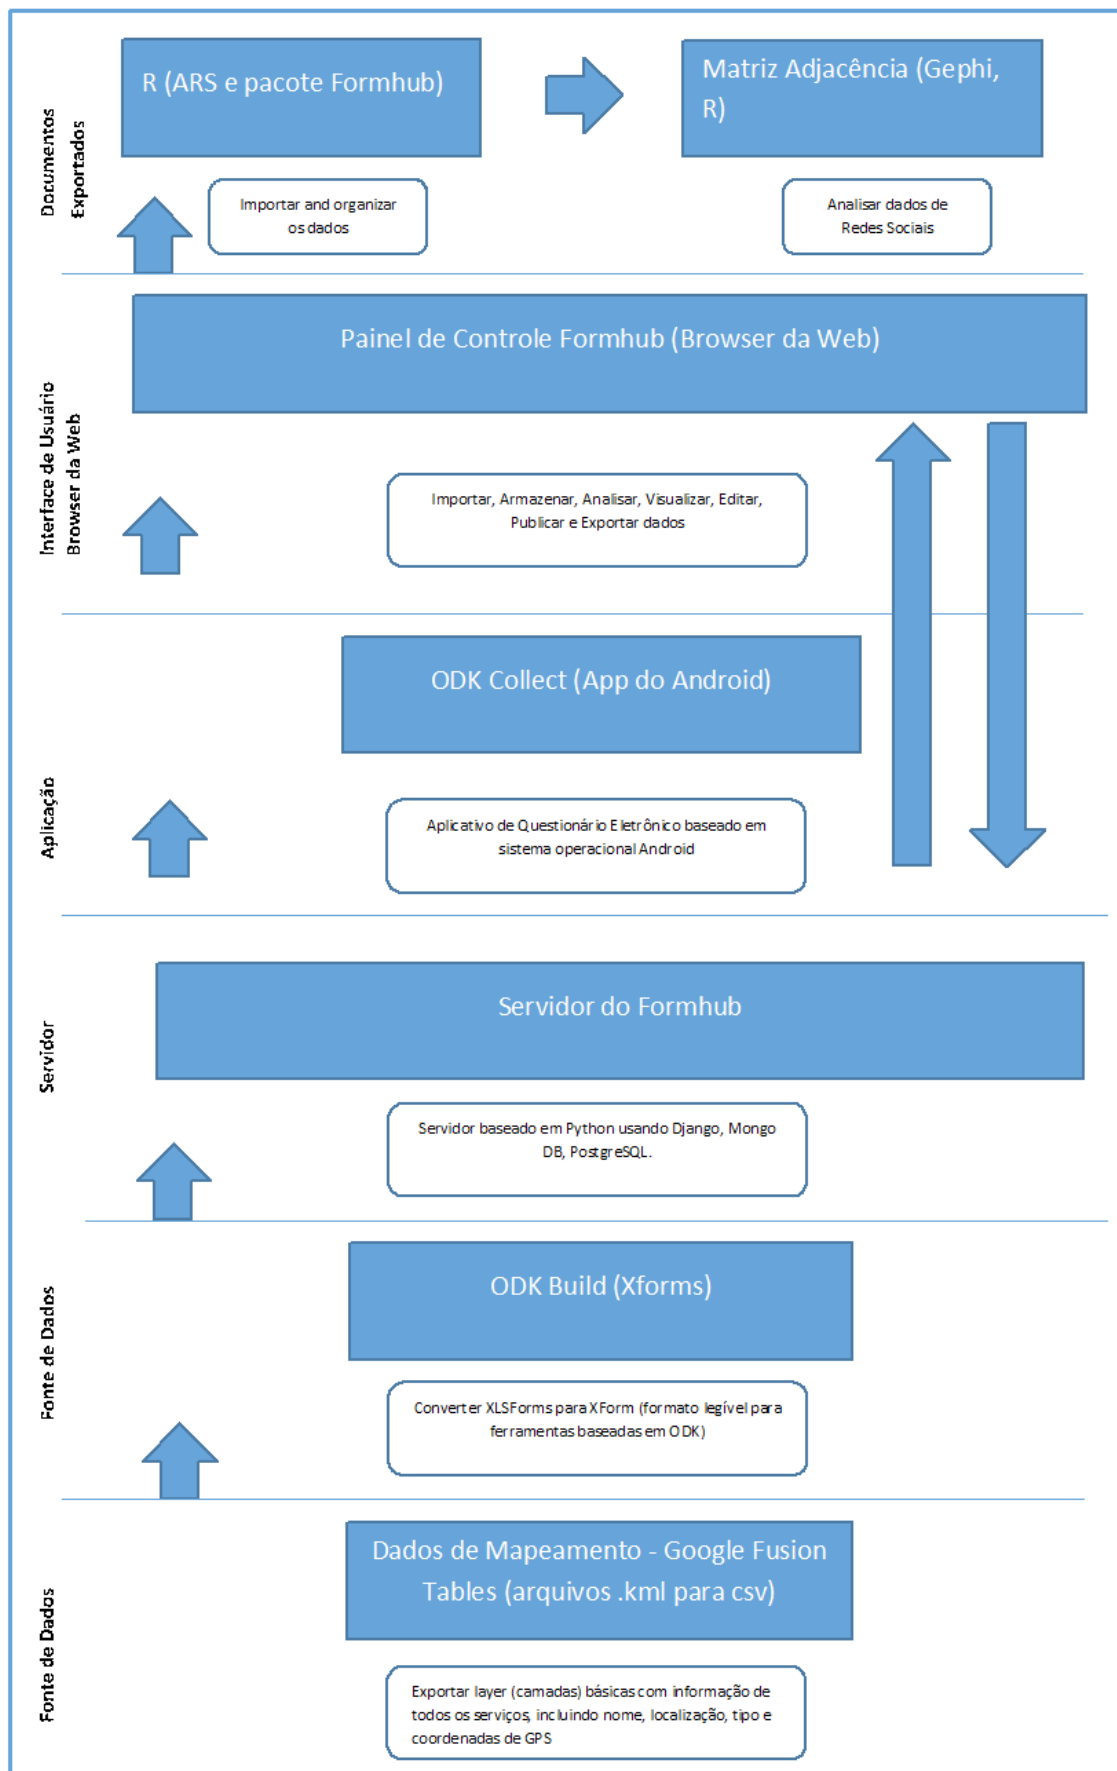 Documentos
Exportados
R (ARS e pacote Formhub)
Matriz Adjacência (Gephi,
R)
Importar and organizar
os dados
Analisar dados de
Redes Sociais
Interface de Usuário
Browser da Web
Painel de Controle Formhub (Browser da Web)
Importar, Armazenar, Analisar, Visualizar, Editar,
Publicar e Exportar dados
Aplicação
ODK Collect (App do Android)
Aplicativo de Questionário Eletrônico baseado em
sistema operacional Android
Servidor
Servidor do Formhub
Servidor baseado em Python usando Django, Mongo
DB, PostgreSQL.
Fonte de Dados
ODK Build (Xforms)
Converter XLSForms para XForm (formato legível para
ferramentas baseadas em ODK)
Fonte de Dados
Dados de Mapeamento - Google Fusion
Tables (arquivos .kml para csv)
Exportar layer (camadas) básicas com informação de
todos os serviços, incluindo nome, localização, tipo e
coordenadas de GPS